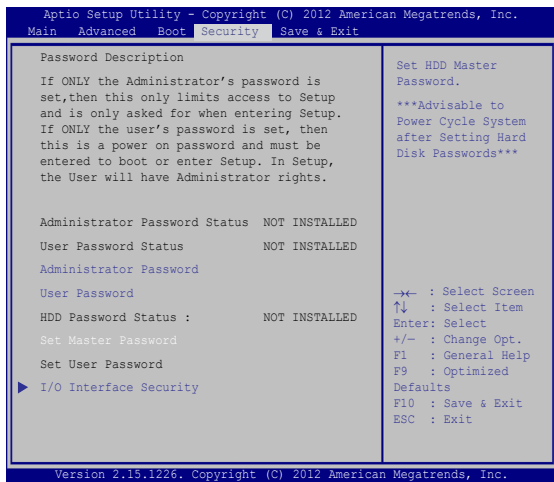 Aptio Setup Utility - Copyright (C) 2012 American Megatrends, Inc.
Main Advanced Boot Security Save & Exit
Password Description
If ONLY the Administrator's password is
set,then this only limits access to Setup
and is only asked for when entering Setup.
If ONLY the user's password is set, then
this is a power on password and must be
entered to boot or enter Setup. In Setup,
the User will have Administrator rights.
Administrator Password Status NOT INSTALLED
User Password Status NOT INSTALLED
Administrator Password
User Password
HDD Password Status : NOT INSTALLED
Set Master Password
Set User Password
I/O Interface Security
Set HDD Master
Password.
***Advisable to
Power Cycle System
after Setting Hard
Disk Passwords***
→← : Select Screen
↑↓ : Select Item
Enter: Select
+/— : Change Opt.
F1 : General Help
F9 : Optimized
Defaults
F10 : Save & Exit
ESC : Exit
Version 2.15.1226. Copyright (C) 2012 American Megatrends, Inc.